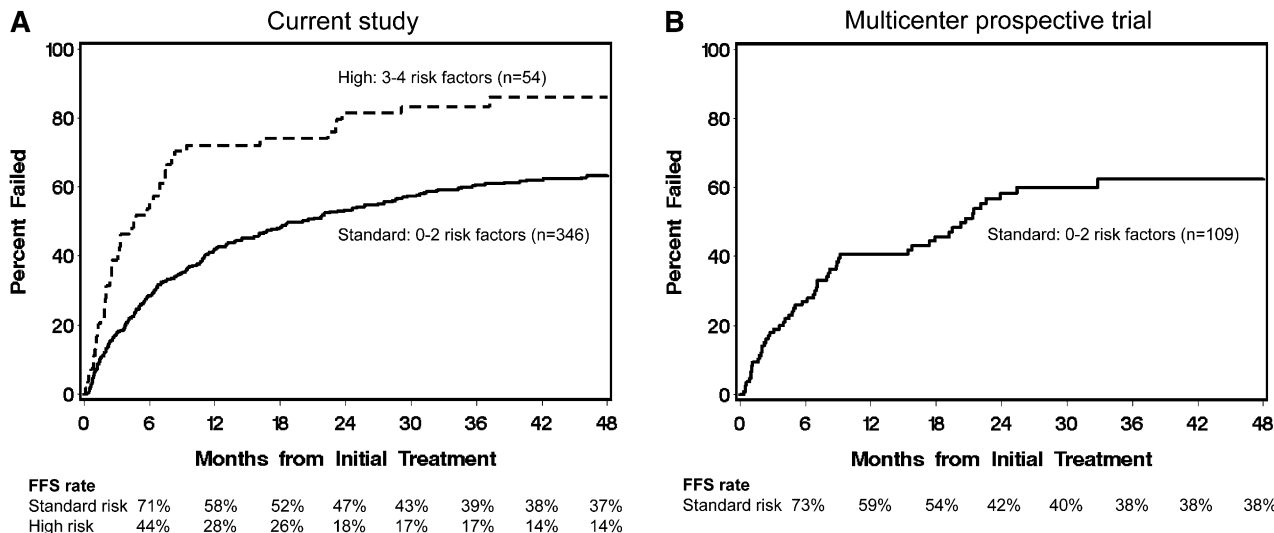 A
Current study
100
80
60
40
20
0
Percent Failed
High: 3-4 risk factors (n=54)
Standard: 0-2 risk factors (n=346)
0 6 12 18 24 30 36 42 48
Months from Initial Treatment
FFS rate
Standard risk 71% 58% 52% 47% 43% 39% 38% 37%
High risk 44% 28% 26% 18% 17% 17% 14% 14%
B
Multicenter prospective trial
100
80
60
40
20
0
Percent Failed
Standard: 0-2 risk factors (n=109)
0 6 12 18 24 30 36 42 48
Months from Initial Treatment
FFS rate
Standard risk 73% 59% 54% 42% 40% 38% 38% 38%